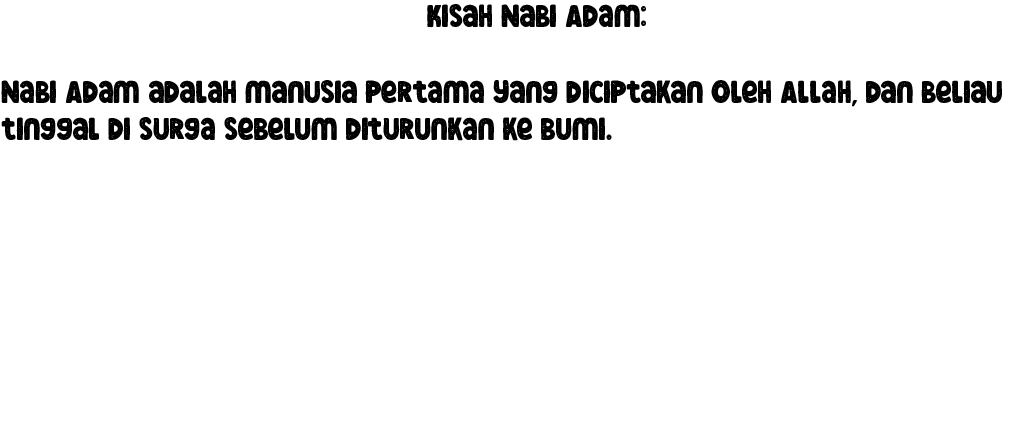 Kisah Nabi Adam:
Nabi Adam adalah manusia pertama yang diciptakan oleh Allah, dan beliau
tinggal di surga sebelum diturunkan ke bumi.